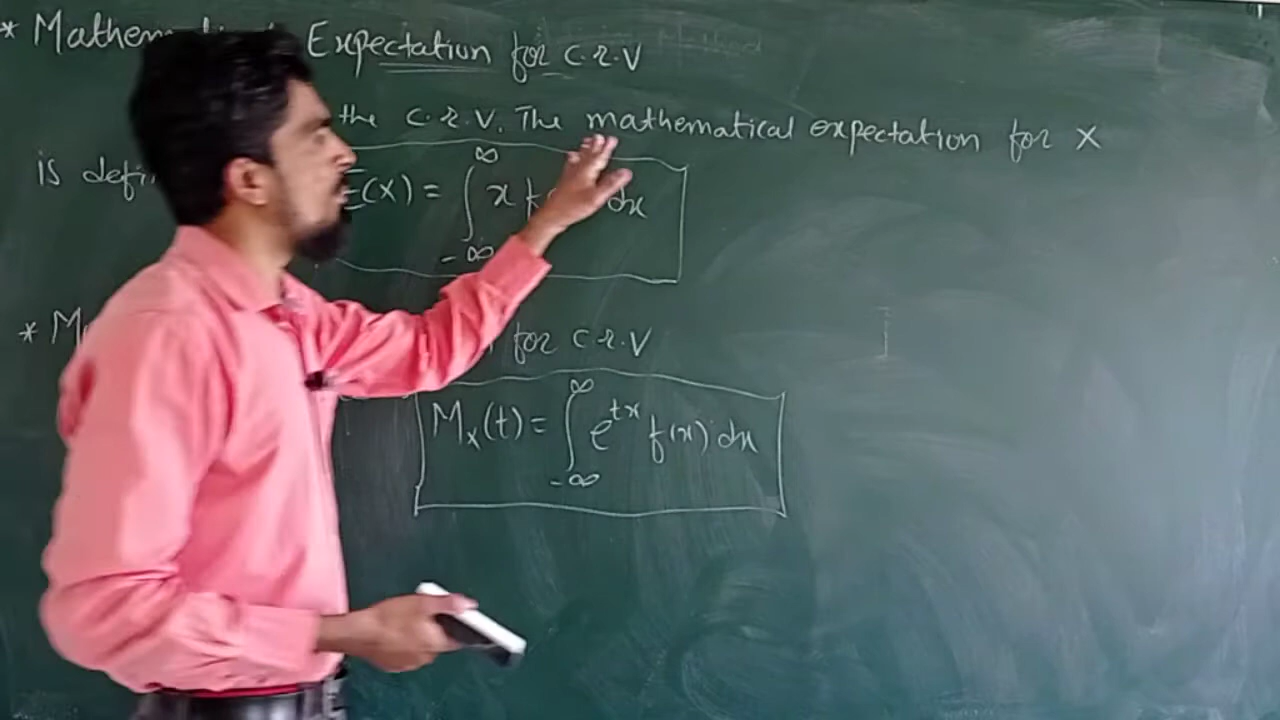 * Mathem Expectation for c.r.v
the c.r.v. The mathematical expectation for X
is defi E(X) = ∫_{-∞}^{∞} x f dx
* M for c.r.v
M_X(t) = ∫_{-∞}^{∞} e^{tx} f(x) dx